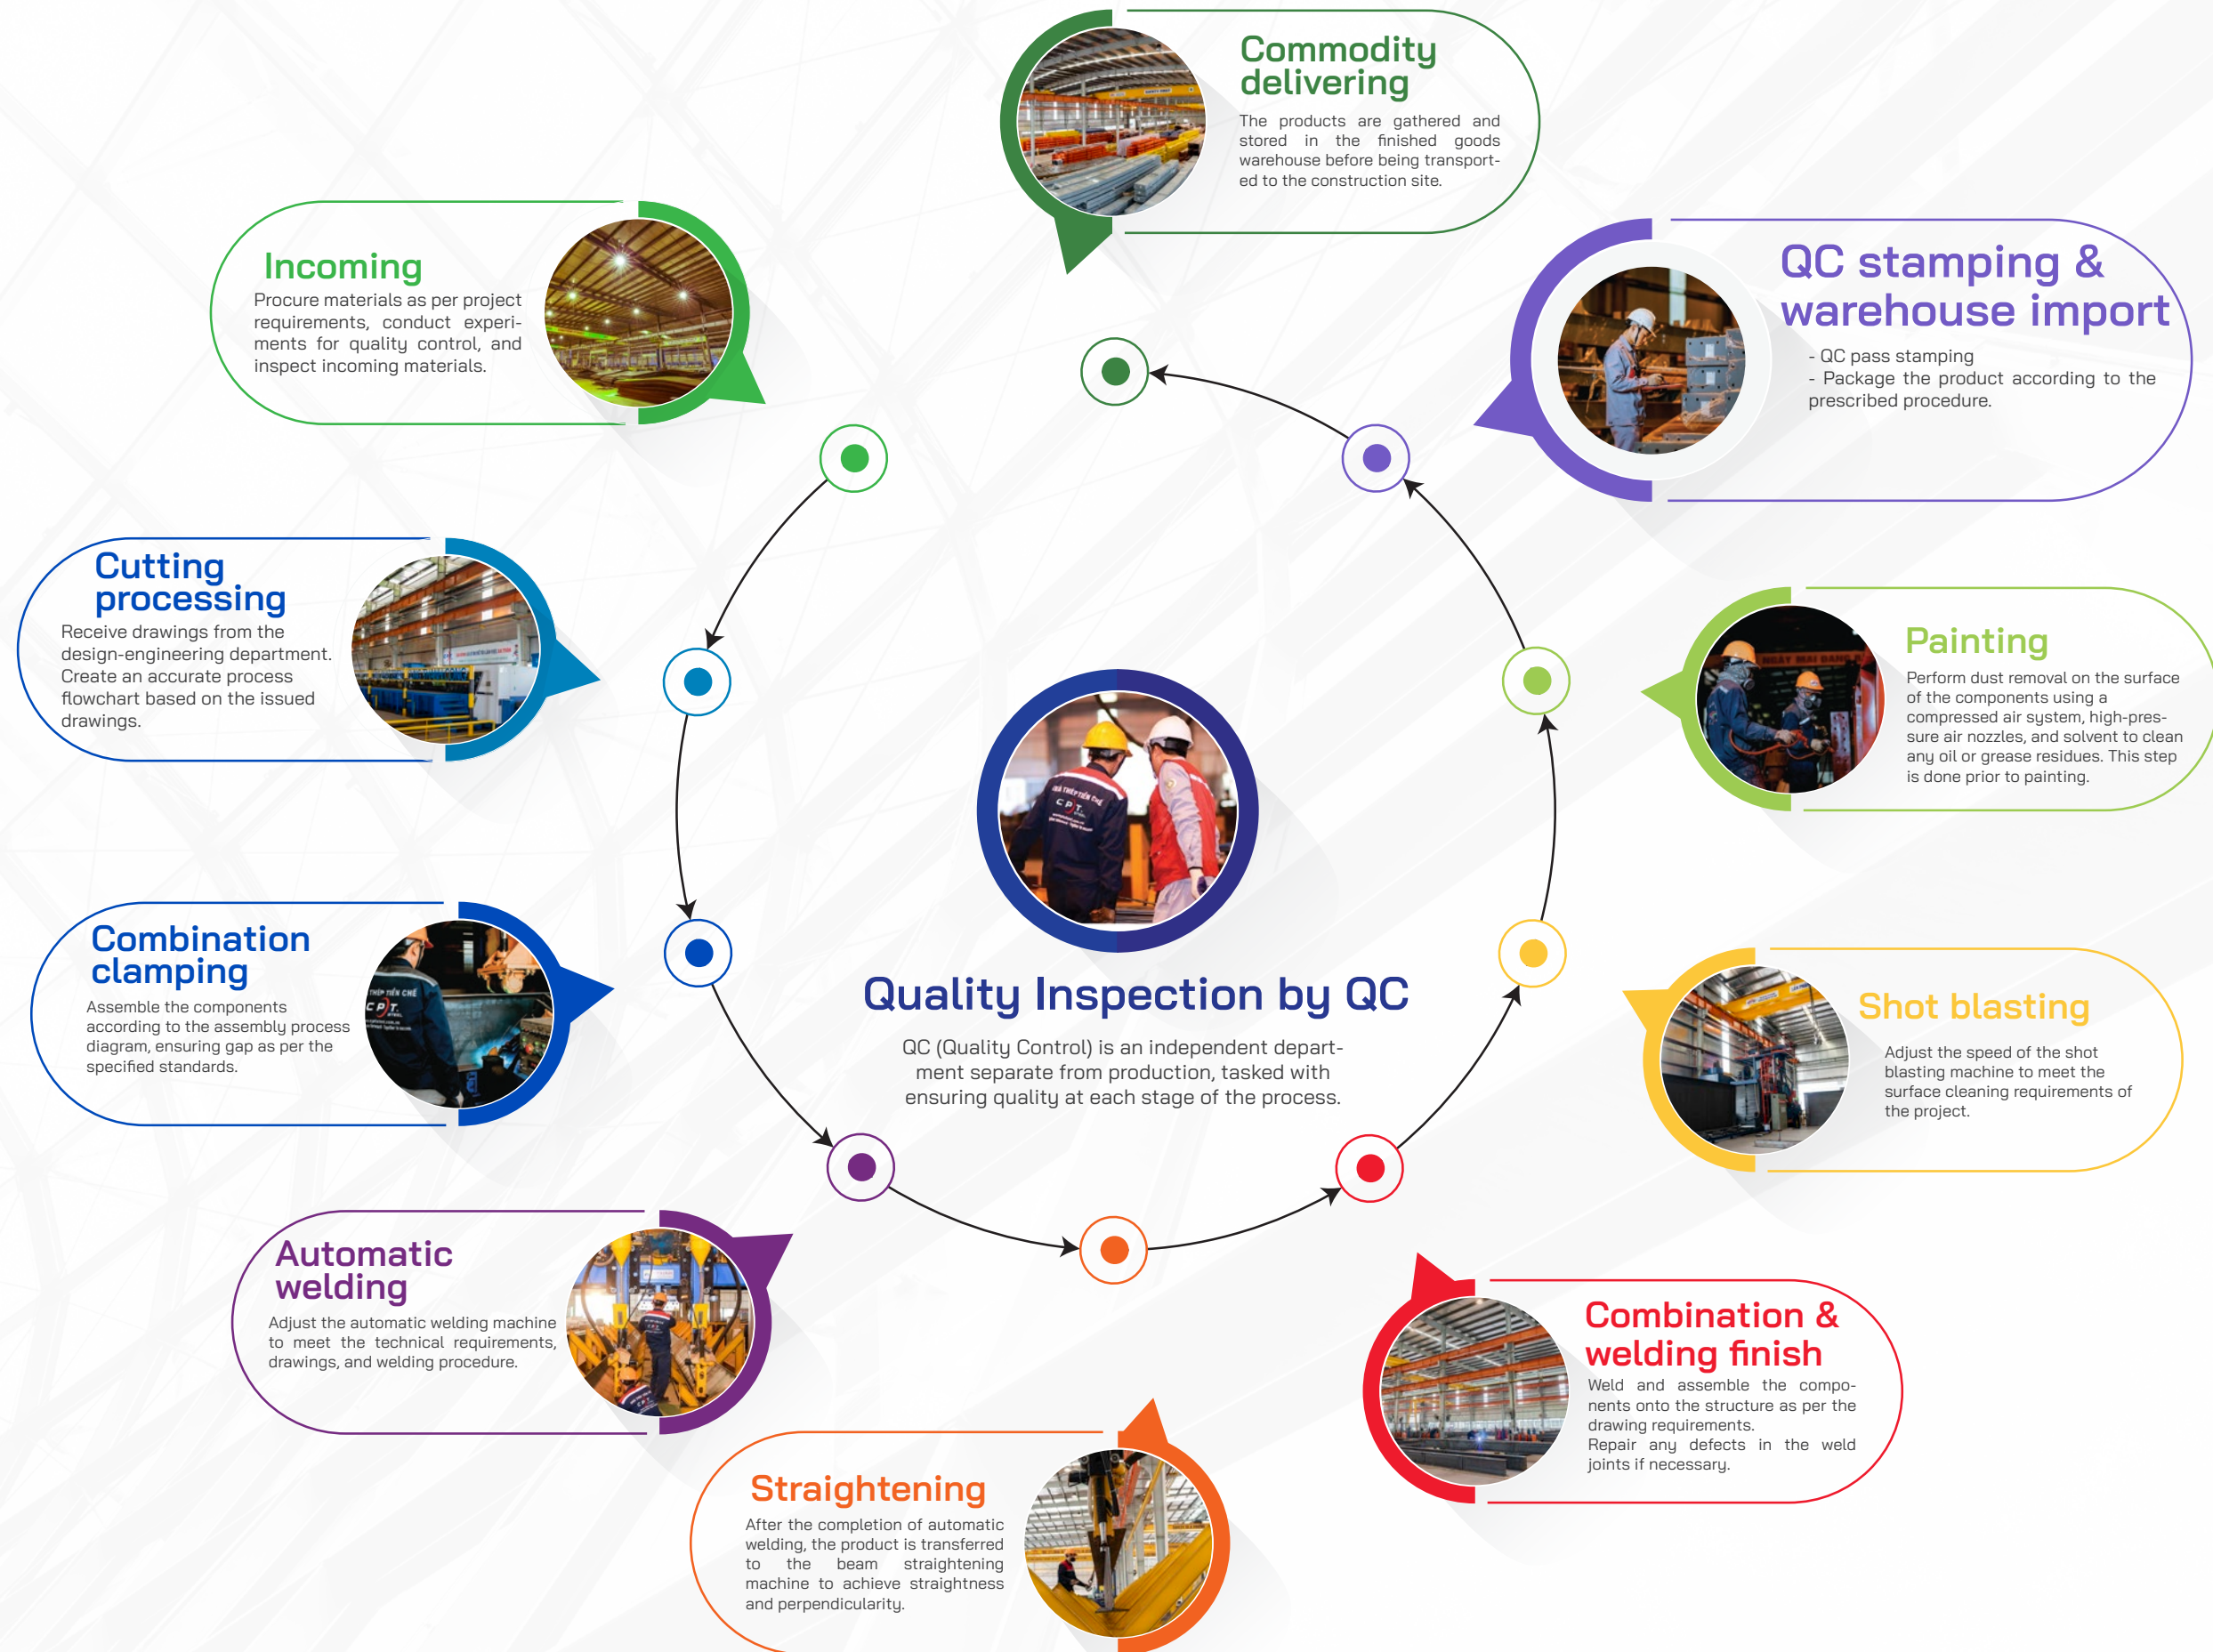 Commodity
delivering
The products are gathered and
stored in the finished goods
warehouse before being transport-
ed to the construction site.
Incoming
Procure materials as per project
requirements, conduct experi-
ments for quality control, and
inspect incoming materials.
QC stamping &
warehouse import
- QC pass stamping
- Package the product according to the
prescribed procedure.
Cutting
processing
Receive drawings from the
design-engineering department.
Create an accurate process
flowchart based on the issued
drawings.
Painting
Perform dust removal on the surface
of the components using a
compressed air system, high-pres-
sure air nozzles, and solvent to clean
any oil or grease residues. This step
is done prior to painting.
Combination
clamping
Assemble the components
according to the assembly process
diagram, ensuring gap as per the
specified standards.
THÉP TIỀN CHẾ
CPT
STEEL
NHÀ THÉP TIỀN CHẾ
CPT
Quality Inspection by QC
QC (Quality Control) is an independent depart-
ment separate from production, tasked with
ensuring quality at each stage of the process.
Shot blasting
Adjust the speed of the shot
blasting machine to meet the
surface cleaning requirements of
the project.
Automatic
welding
Adjust the automatic welding machine
to meet the technical requirements,
drawings, and welding procedure.
Combination &
welding finish
Weld and assemble the compo-
nents onto the structure as per the
drawing requirements.
Repair any defects in the weld
joints if necessary.
Straightening
After the completion of automatic
welding, the product is transferred
to the beam straightening
machine to achieve straightness
and perpendicularity.